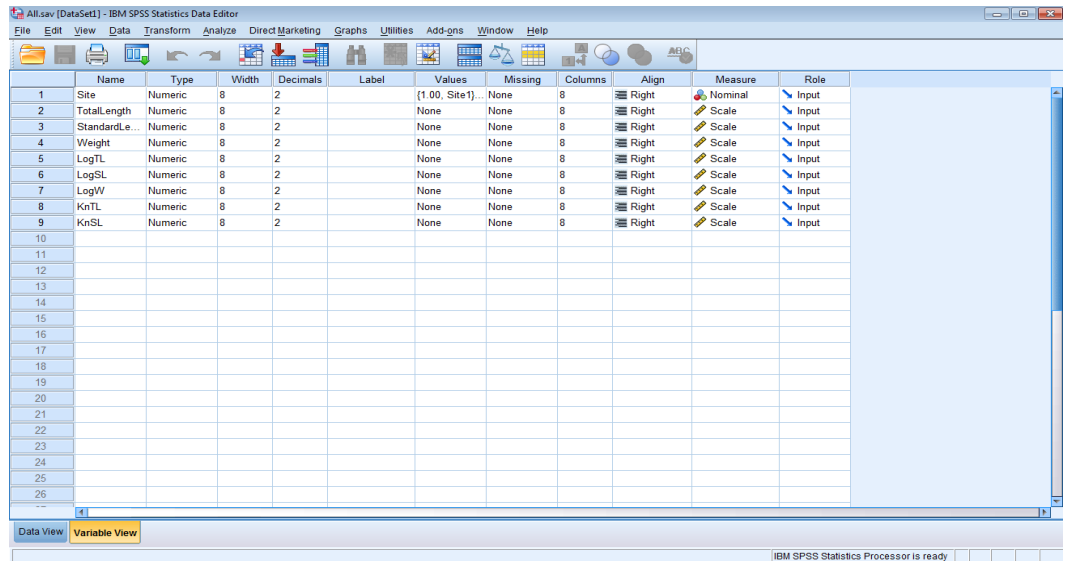 All.sav [DataSet1] - IBM SPSS Statistics Data Editor
File Edit View Data Transform Analyze Direct Marketing Graphs Utilities Add-ons Window Help
Name Type Width Decimals Label Values Missing Columns Align Measure Role
1 Site Numeric 8 2 {1.00, Site1}... None 8 Right Nominal Input
2 TotalLength Numeric 8 2 None None 8 Right Scale Input
3 StandardLe... Numeric 8 2 None None 8 Right Scale Input
4 Weight Numeric 8 2 None None 8 Right Scale Input
5 LogTL Numeric 8 2 None None 8 Right Scale Input
6 LogSL Numeric 8 2 None None 8 Right Scale Input
7 LogW Numeric 8 2 None None 8 Right Scale Input
8 KnTL Numeric 8 2 None None 8 Right Scale Input
9 KnSL Numeric 8 2 None None 8 Right Scale Input
10
11
12
13
14
15
16
17
18
19
20
21
22
23
24
25
26
Data View Variable View
IBM SPSS Statistics Processor is ready